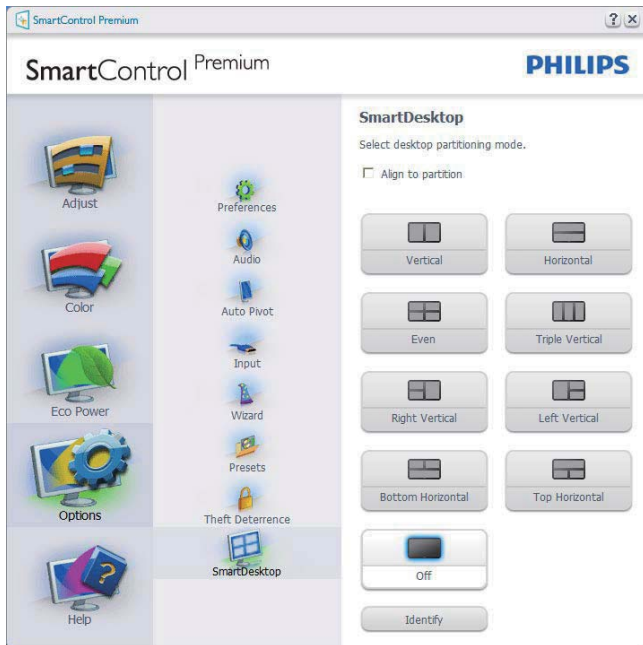 SmartControl Premium
SmartControl Premium
PHILIPS
Adjust
Color
Eco Power
Options
Help
Preferences
Audio
Auto Pivot
Input
Wizard
Presets
Theft Deterrence
SmartDesktop
SmartDesktop
Select desktop partitioning mode.
Align to partition
Vertical
Horizontal
Even
Triple Vertical
Right Vertical
Left Vertical
Bottom Horizontal
Top Horizontal
Off
Identify